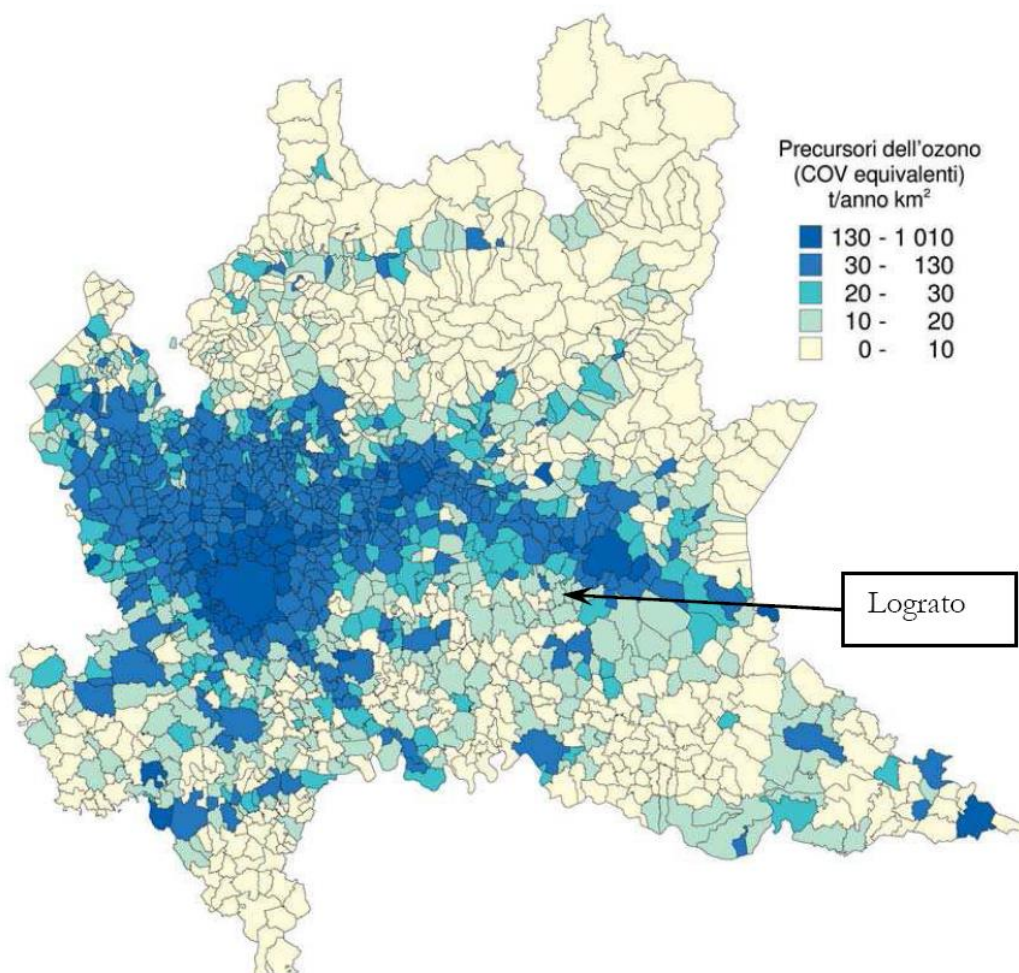 Precursori dell'ozono
(COV equivalenti)
t/anno km²
130 - 1 010
30 - 130
20 - 30
10 - 20
0 - 10
Lograto